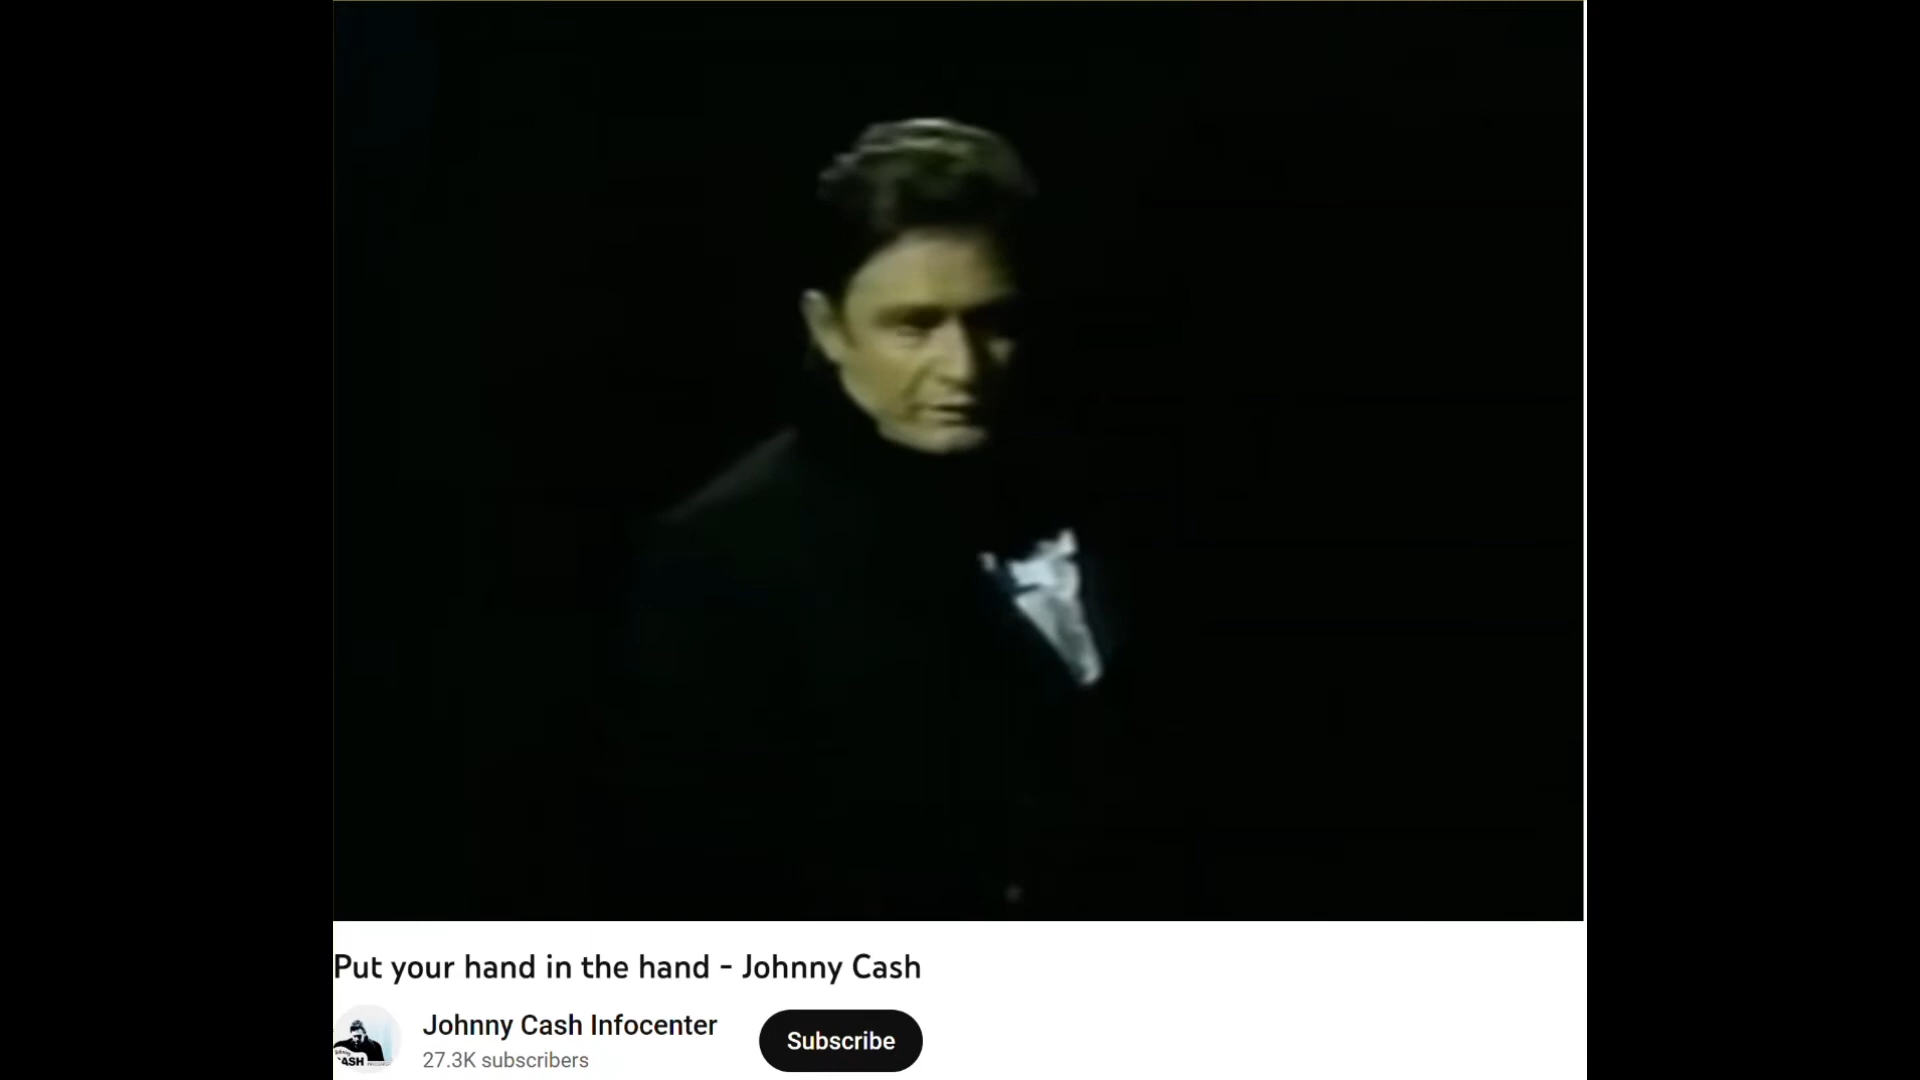 Put your hand in the hand - Johnny Cash
Johnny Cash Infocenter
27.3K subscribers
Subscribe